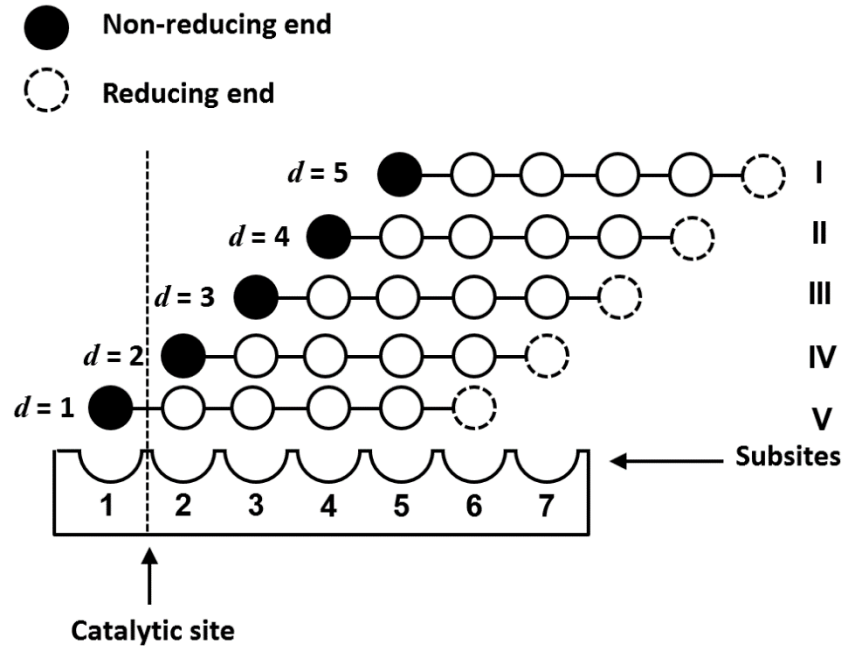 Non-reducing end
Reducing end
d = 5 I
d = 4 II
d = 3 III
d = 2 IV
d = 1 V
Subsites
1 2 3 4 5 6 7
Catalytic site